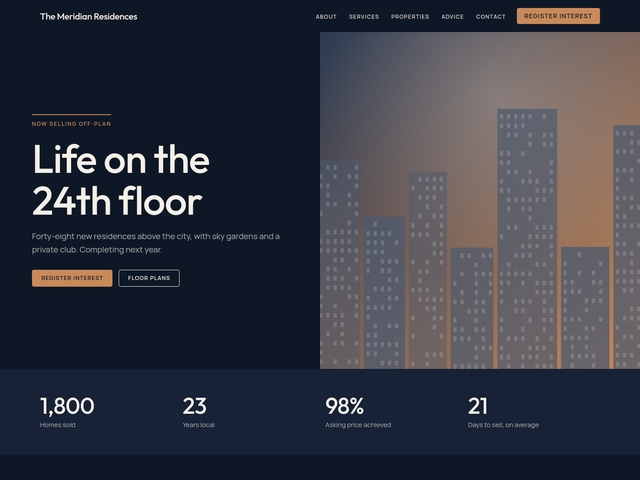 The Meridian Residences
ABOUT SERVICES PROPERTIES ADVICE CONTACT REGISTER INTEREST
NOW SELLING OFF-PLAN
Life on the
24th floor
Forty-eight new residences above the city, with sky gardens and a
private club. Completing next year.
REGISTER INTEREST FLOOR PLANS
1,800 23 98% 21
Homes sold Years local Asking price achieved Days to sell, on average